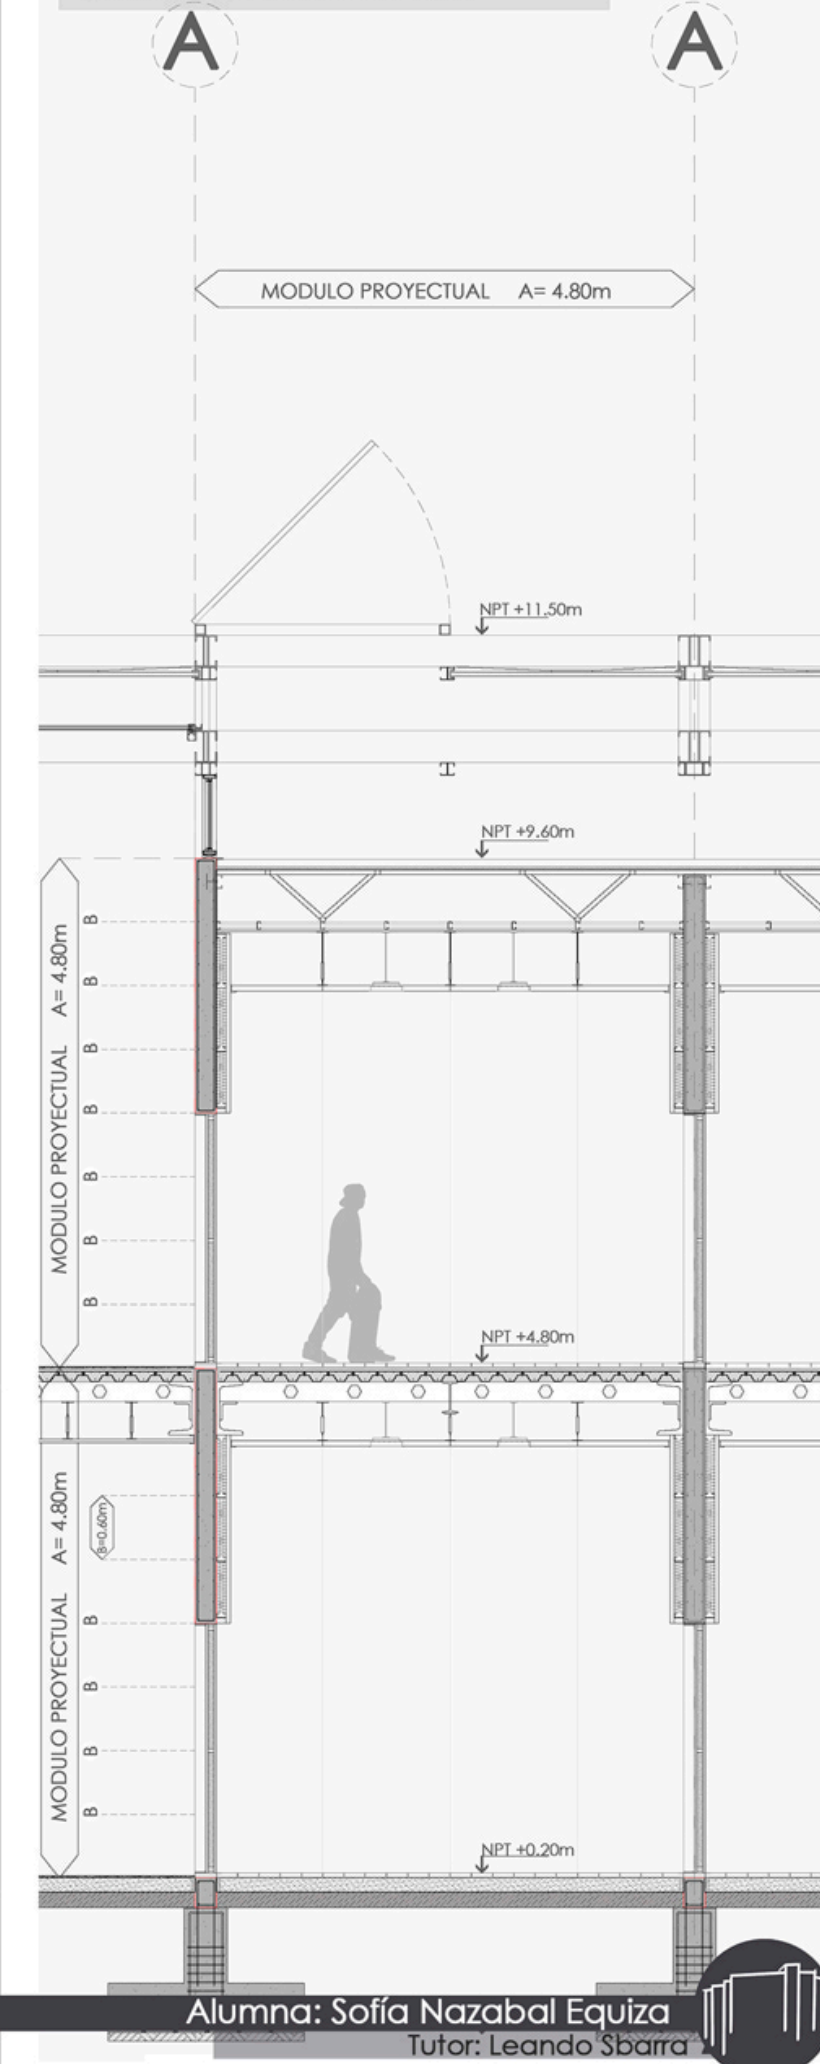 A A
MODULO PROYECTUAL A= 4.80m
NPT +11.50m
NPT +9.60m
MODULO PROYECTUAL A= 4.80m
B
B
B
B
B
B
B
NPT +4.80m
MODULO PROYECTUAL A= 4.80m
B=0.60m
B
B
B
B
NPT +0.20m
Alumna: Sofía Nazabal Equiza
Tutor: Leando Sbarra